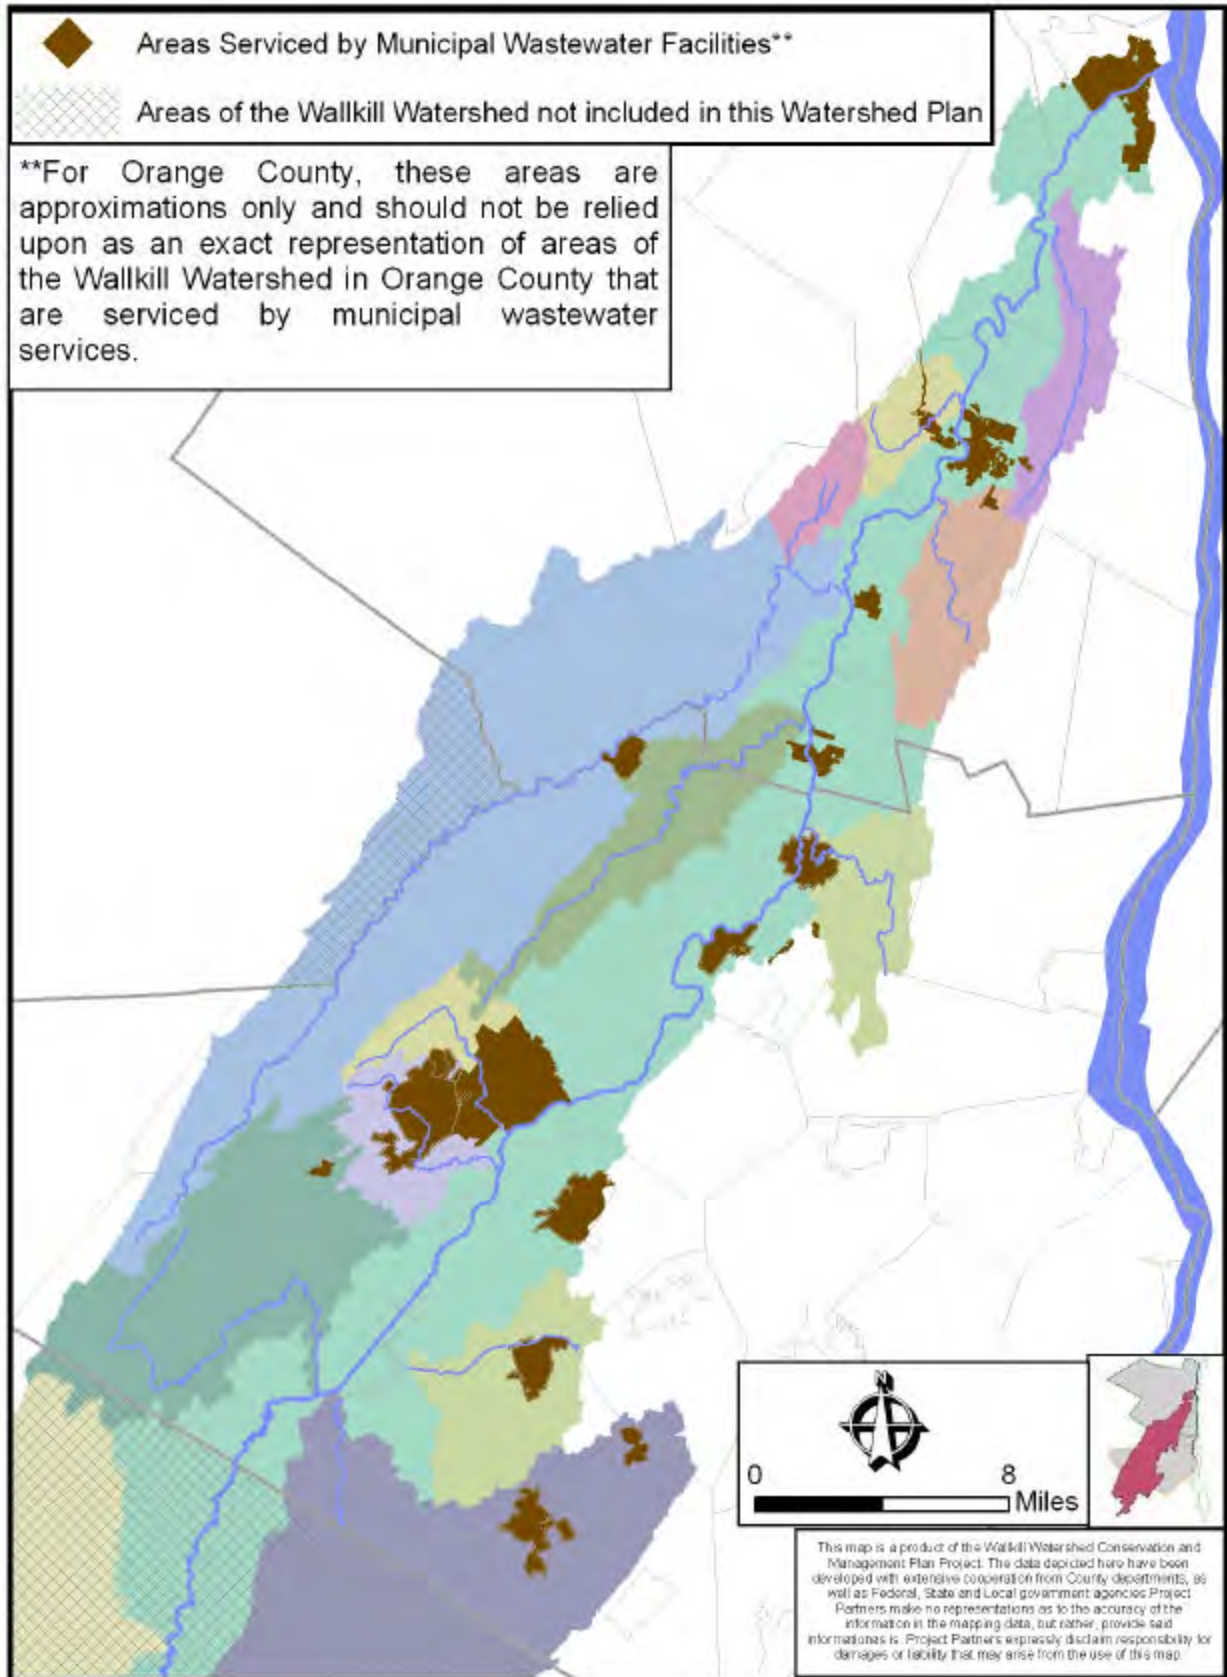 Areas Serviced by Municipal Wastewater Facilities**
Areas of the Wallkill Watershed not included in this Watershed Plan
**For Orange County, these areas are
approximations only and should not be relied
upon as an exact representation of areas of
the Wallkill Watershed in Orange County that
are serviced by municipal wastewater
services.
N
0 8
Miles
This map is a product of the Wallkill Watershed Conservation and
Management Plan Project. The data depicted here have been
developed with extensive cooperation from County departments, as
well as Federal, State and Local government agencies Project
Partners make no representations as to the accuracy of the
information in the mapping data, but rather, provide said
informationas is. Project Partners expressly disclaim responsibility for
damages or liability that may arise from the use of this map